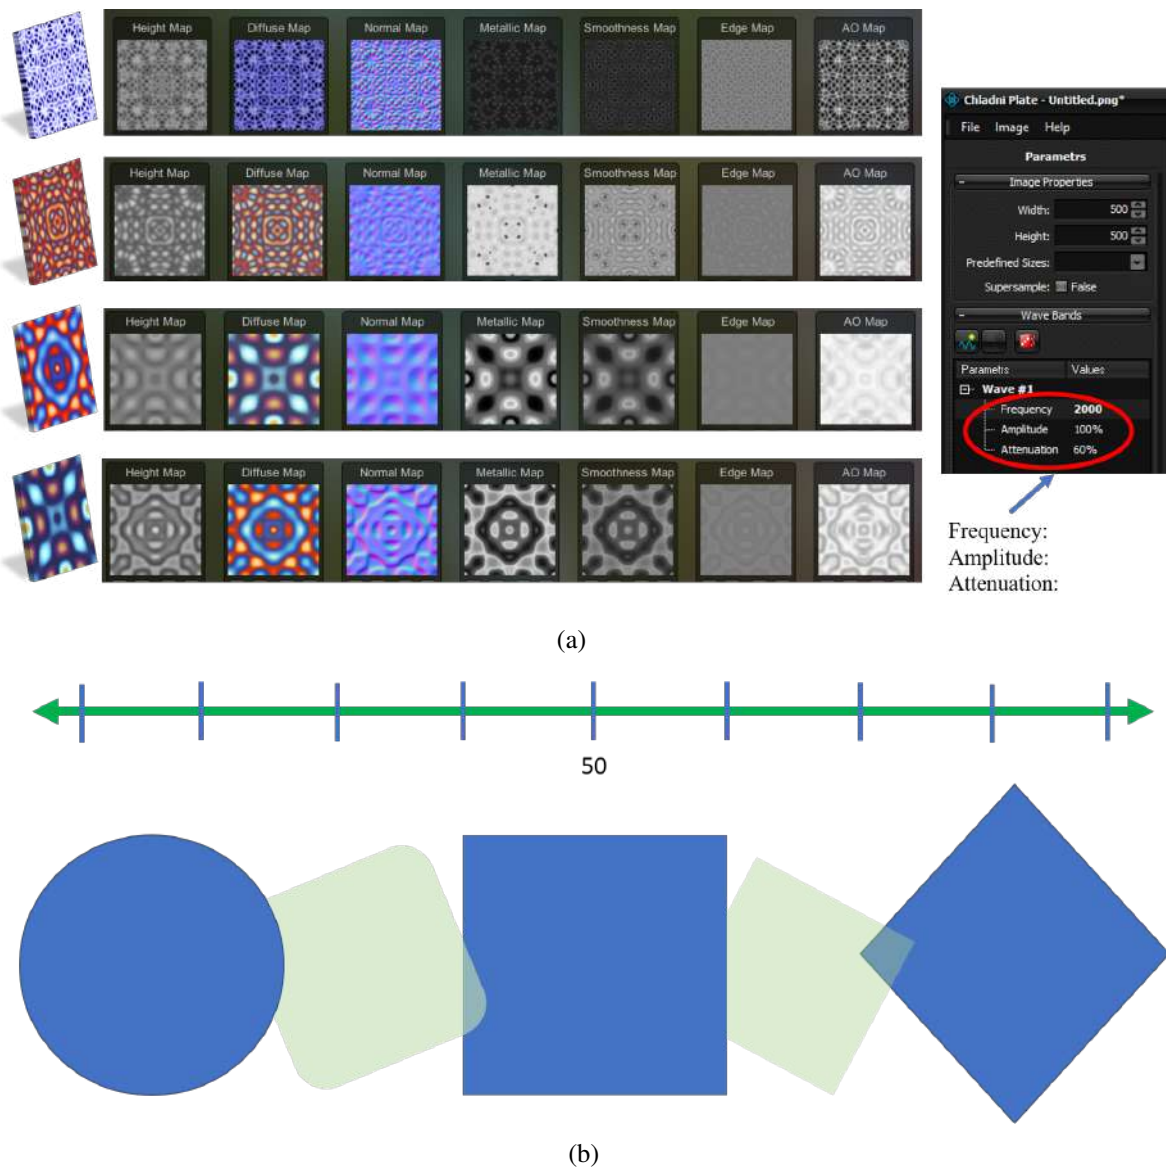 Height Map Diffuse Map Normal Map Metallic Map Smoothness Map Edge Map AO Map
Height Map Diffuse Map Normal Map Metallic Map Smoothness Map Edge Map AO Map
Height Map Diffuse Map Normal Map Metallic Map Smoothness Map Edge Map AO Map
Height Map Diffuse Map Normal Map Metallic Map Smoothness Map Edge Map AO Map
Chladni Plate - Untitled.png*
File Image Help
Parametrs
Image Properties
Width: 500
Height: 500
Predefined Sizes:
Supersample: False
Wave Bands
Parametrs Values
Wave #1
Frequency 2000
Amplitude 100%
Attenuation 60%
Frequency:
Amplitude:
Attenuation:
(a)
50
(b)